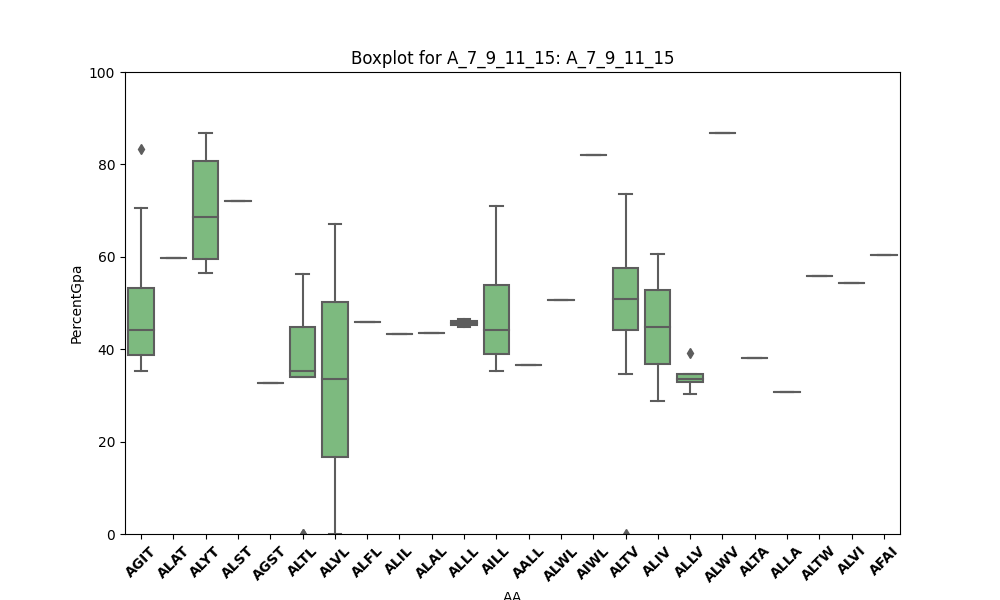 Boxplot for A_7_9_11_15: A_7_9_11_15
100
80
60
40
20
0
PercentGpa
AGIT ALAT ALYT ALST AGST ALTL ALVL ALFL ALIL ALAL ALLL AILL AALL ALWL AIWL ALTV ALIV ALLV ALWV ALTA ALLA ALTW ALVI AFAI
AA